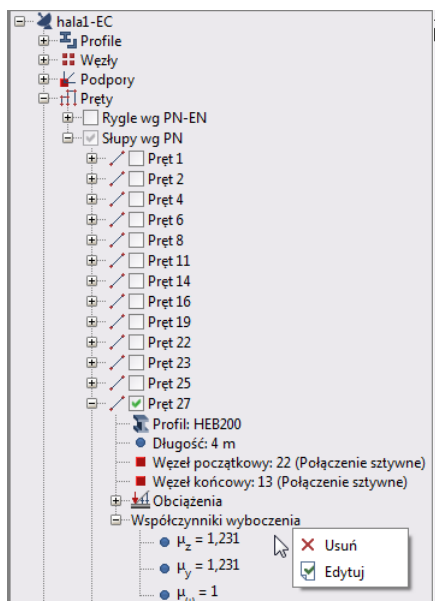 hala1-EC
Profile
Węzły
Podpory
Pręty
Rygle wg PN-EN
Słupy wg PN
Pręt 1
Pręt 2
Pręt 4
Pręt 6
Pręt 8
Pręt 11
Pręt 14
Pręt 16
Pręt 19
Pręt 22
Pręt 23
Pręt 25
Pręt 27
Profil: HEB200
Długość: 4 m
Węzeł początkowy: 22 (Połączenie sztywne)
Węzeł końcowy: 13 (Połączenie sztywne)
Obciążenia
Współczynniki wyboczenia
μz = 1,231
Usuń
μy = 1,231
Edytuj
μω = 1